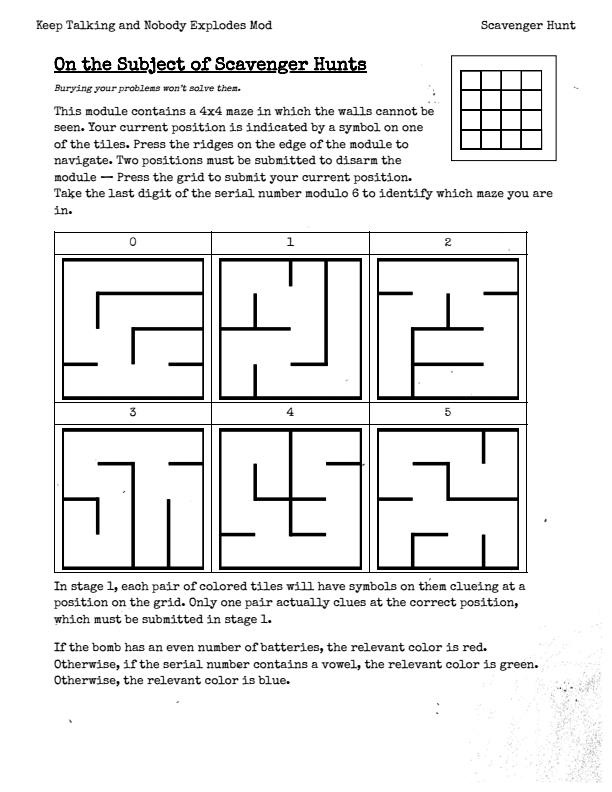 Keep Talking and Nobody Explodes Mod
Scavenger Hunt
On the Subject of Scavenger Hunts
Burying your problems won't solve them.
This module contains a 4x4 maze in which the walls cannot be
seen. Your current position is indicated by a symbol on one
of the tiles. Press the ridges on the edge of the module to
navigate. Two positions must be submitted to disarm the
module — Press the grid to submit your current position.
Take the last digit of the serial number modulo 6 to identify which maze you are
in.
0
1
2
3
4
5
In stage 1, each pair of colored tiles will have symbols on them clueing at a
position on the grid. Only one pair actually clues at the correct position,
which must be submitted in stage 1.
If the bomb has an even number of batteries, the relevant color is red.
Otherwise, if the serial number contains a vowel, the relevant color is green.
Otherwise, the relevant color is blue.